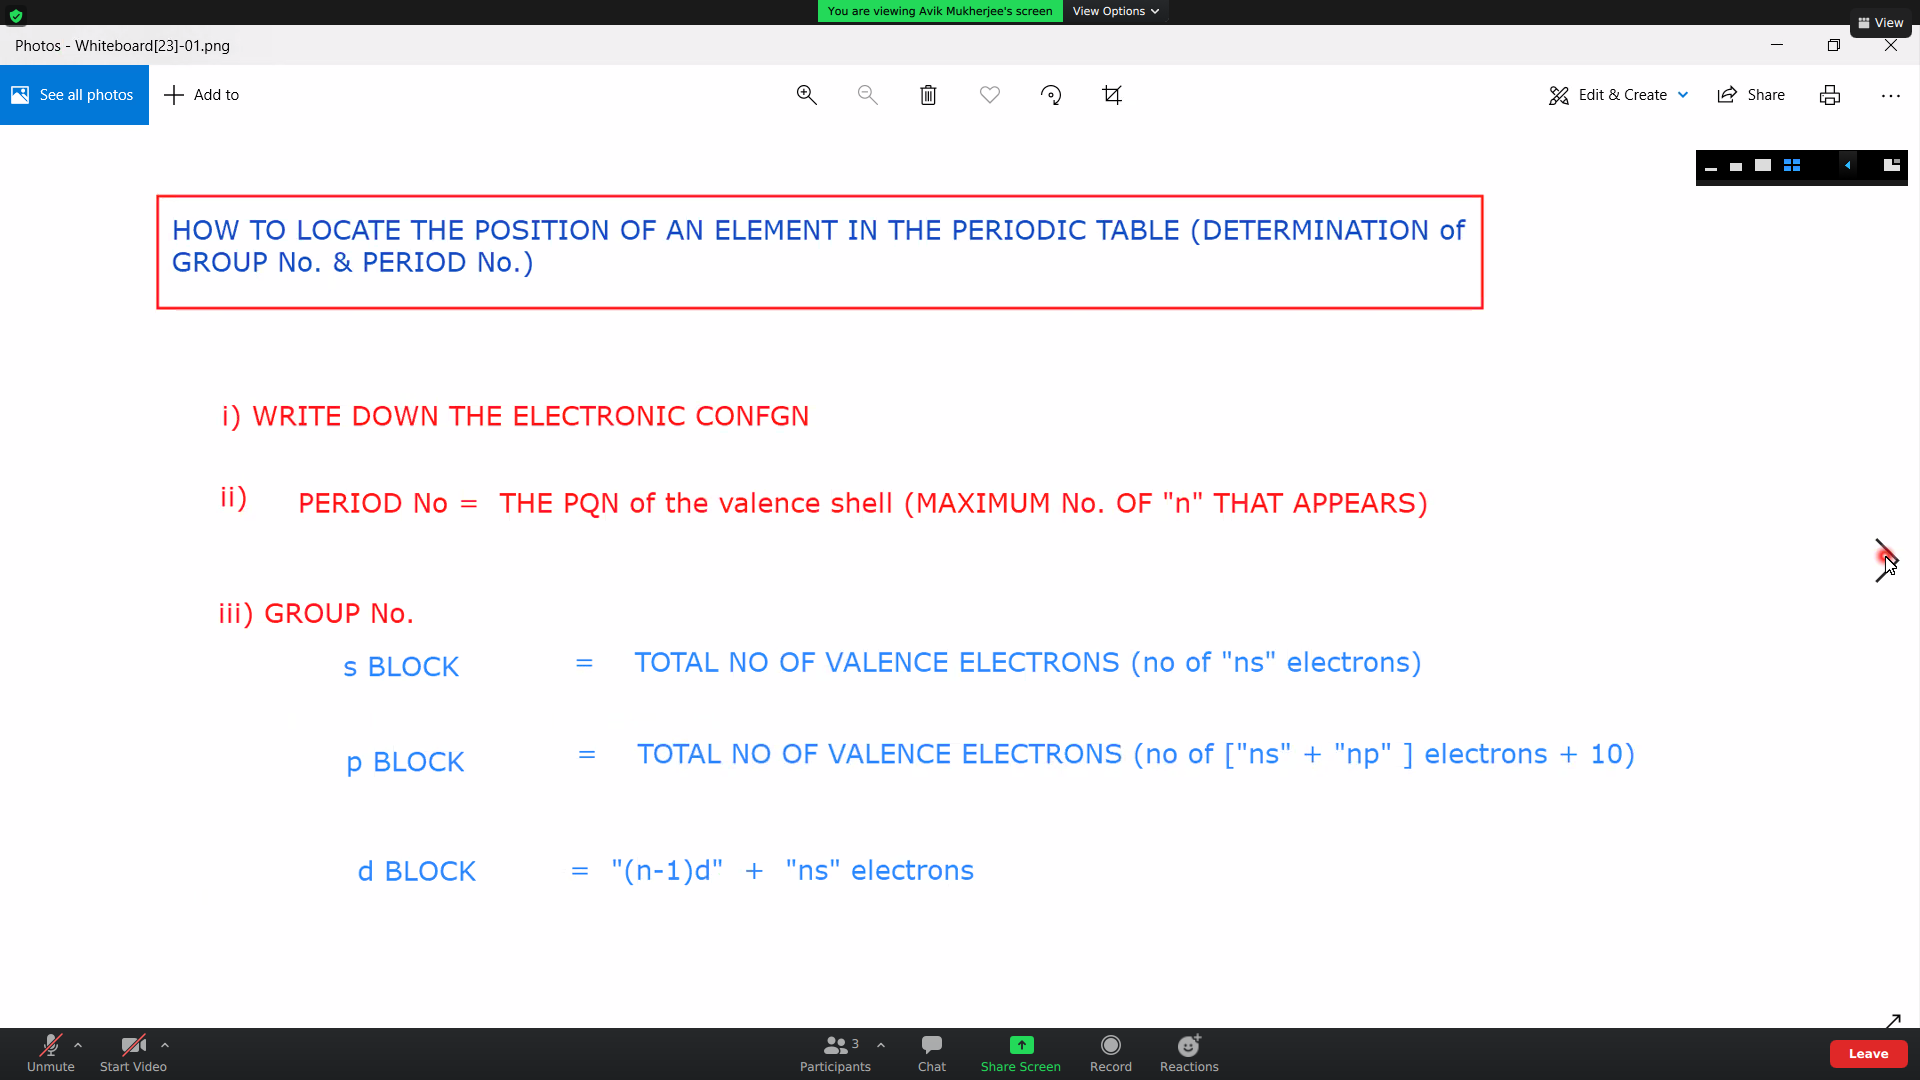 You are viewing Avik Mukherjee's screen View Options
View
Photos - Whiteboard[23]-01.png
See all photos Add to Edit & Create Share
HOW TO LOCATE THE POSITION OF AN ELEMENT IN THE PERIODIC TABLE (DETERMINATION of
GROUP No. & PERIOD No.)
i) WRITE DOWN THE ELECTRONIC CONFGN
ii) PERIOD No = THE PQN of the valence shell (MAXIMUM No. OF "n" THAT APPEARS)
iii) GROUP No.
s BLOCK = TOTAL NO OF VALENCE ELECTRONS (no of "ns" electrons)
p BLOCK = TOTAL NO OF VALENCE ELECTRONS (no of ["ns" + "np" ] electrons + 10)
d BLOCK = "(n-1)d" + "ns" electrons
3
Unmute Start Video Participants Chat Share Screen Record Reactions Leave